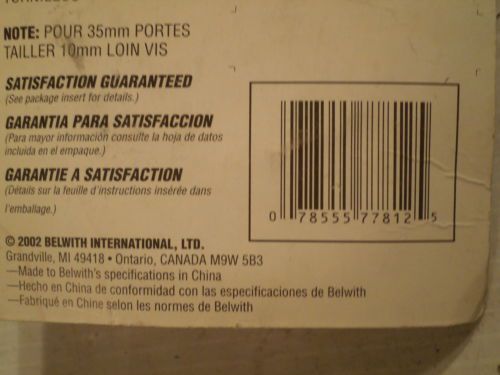 NOTE: POUR 35mm PORTES
TAILLER 10mm LOIN VIS
SATISFACTION GUARANTEED
(See package insert for details.)
GARANTIA PARA SATISFACCION
(Para mayor información consulte la hoja de datos
incluida en el empaque.)
GARANTIE A SATISFACTION
(Détails sur la feuille d'instructions insérée dans
l'emballage.)
© 2002 BELWITH INTERNATIONAL, LTD.
Grandville, MI 49418 • Ontario, CANADA M9W 5B3
—Made to Belwith's specifications in China
—Hecho en China de conformidad con las especificaciones de Belwith
—Fabriqué en Chine selon les normes de Belwith
0 78555 77812 5